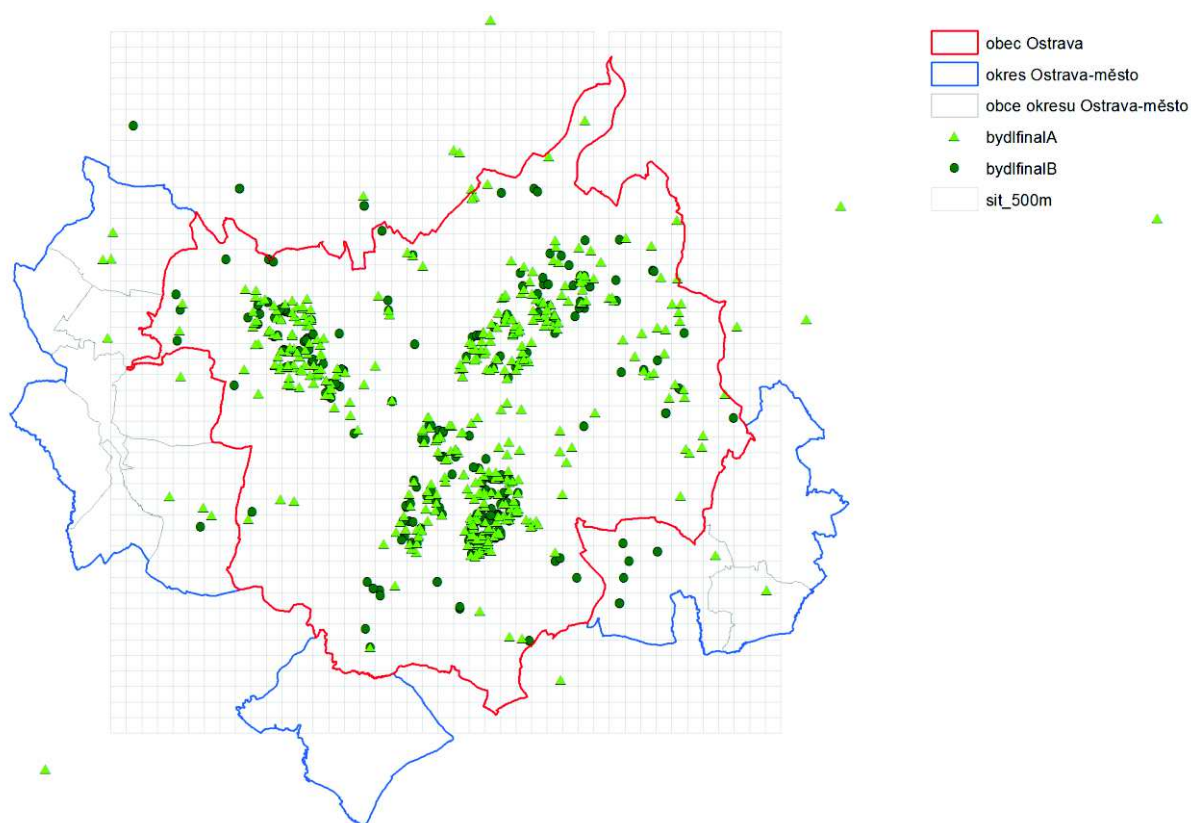 obec Ostrava
okres Ostrava-město
obce okresu Ostrava-město
bydlfinalA
bydlfinalB
sit_500m